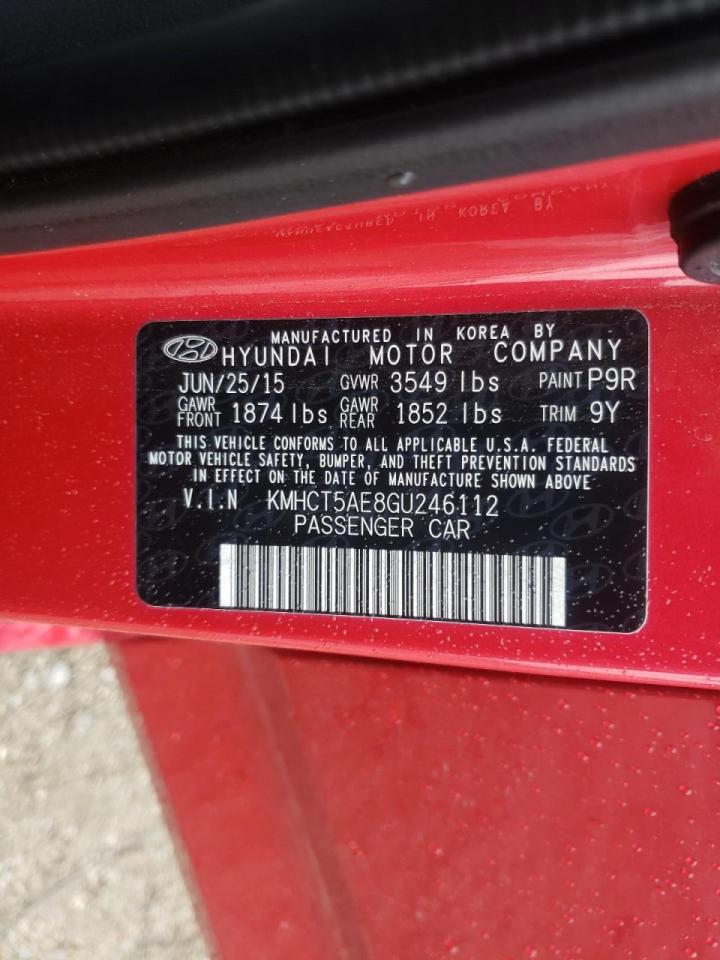 MANUFACTURED IN KOREA BY
HYUNDAI MOTOR COMPANY
JUN/25/15 GVWR 3549 lbs PAINT P9R
GAWR FRONT 1874 lbs GAWR REAR 1852 lbs TRIM 9Y
THIS VEHICLE CONFORMS TO ALL APPLICABLE U.S.A. FEDERAL
MOTOR VEHICLE SAFETY, BUMPER, AND THEFT PREVENTION STANDARDS
IN EFFECT ON THE DATE OF MANUFACTURE SHOWN ABOVE
V.I.N KMHCT5AE8GU246112
PASSENGER CAR